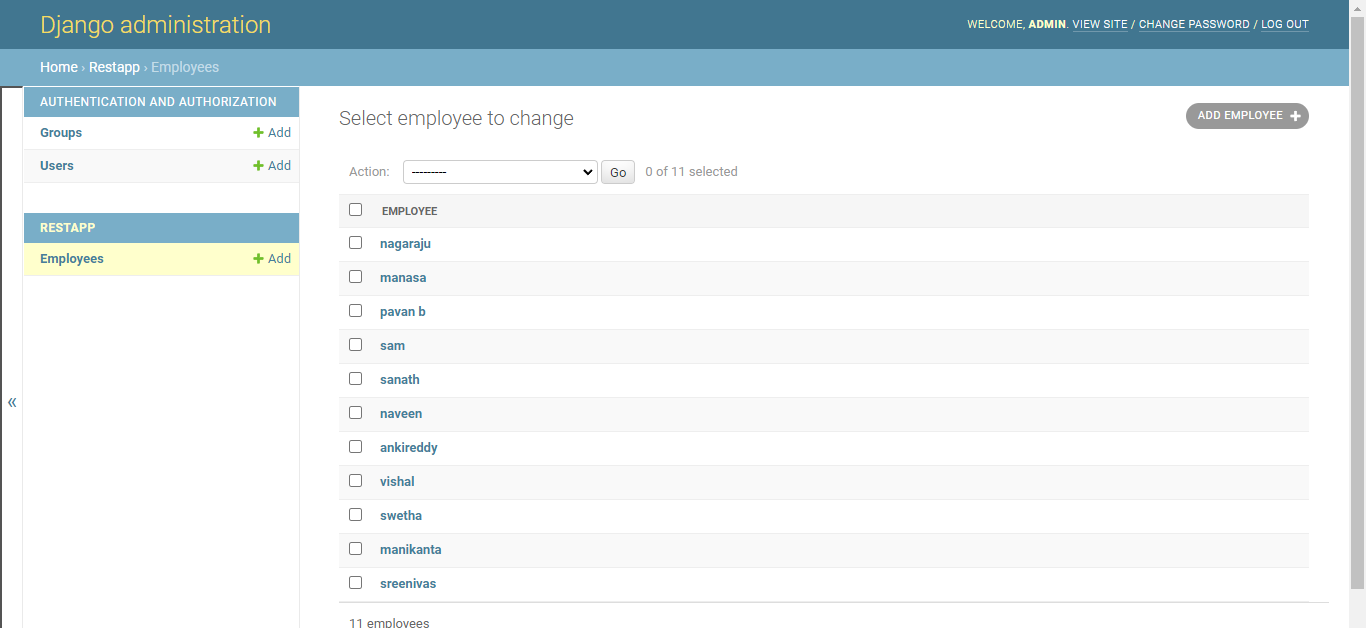 Django administration
WELCOME, ADMIN. VIEW SITE / CHANGE PASSWORD / LOG OUT
Home › Restapp › Employees
AUTHENTICATION AND AUTHORIZATION
Groups + Add
Users + Add
RESTAPP
Employees + Add
«
Select employee to change
ADD EMPLOYEE +
Action: --------- Go 0 of 11 selected
EMPLOYEE
nagaraju
manasa
pavan b
sam
sanath
naveen
ankireddy
vishal
swetha
manikanta
sreenivas
11 employees